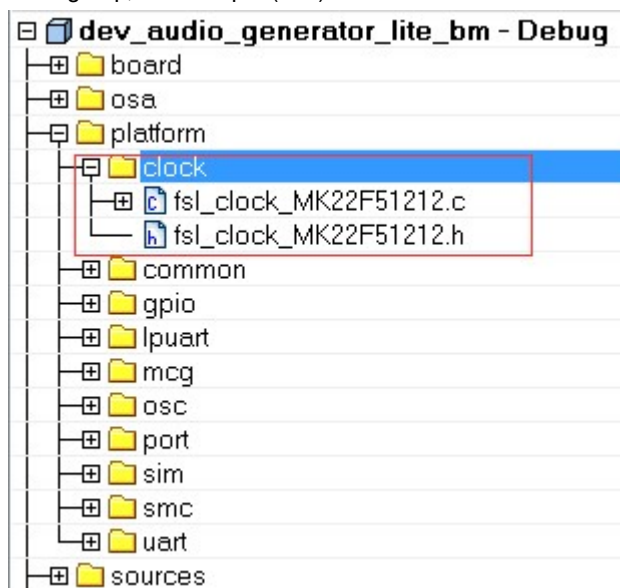 dev_audio_generator_lite_bm - Debug
board
osa
platform
clock
fsl_clock_MK22F51212.c
fsl_clock_MK22F51212.h
common
gpio
lpuart
mcg
osc
port
sim
smc
uart
sources